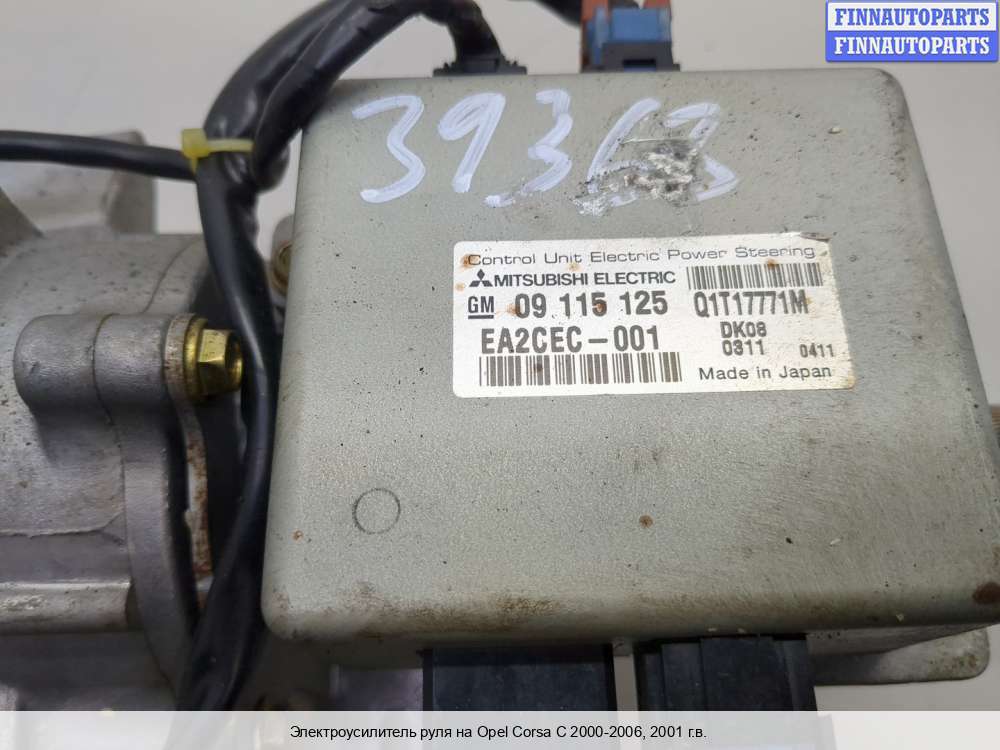 FINNAUTOPARTS
FINNAUTOPARTS
39363
Control Unit Electric Power Steering
MITSUBISHI ELECTRIC
GM 09 115 125 Q1T17771M
EA2CEC-001 DK08
0311 0411
Made in Japan
Электроусилитель руля на Opel Corsa C 2000-2006, 2001 г.в.